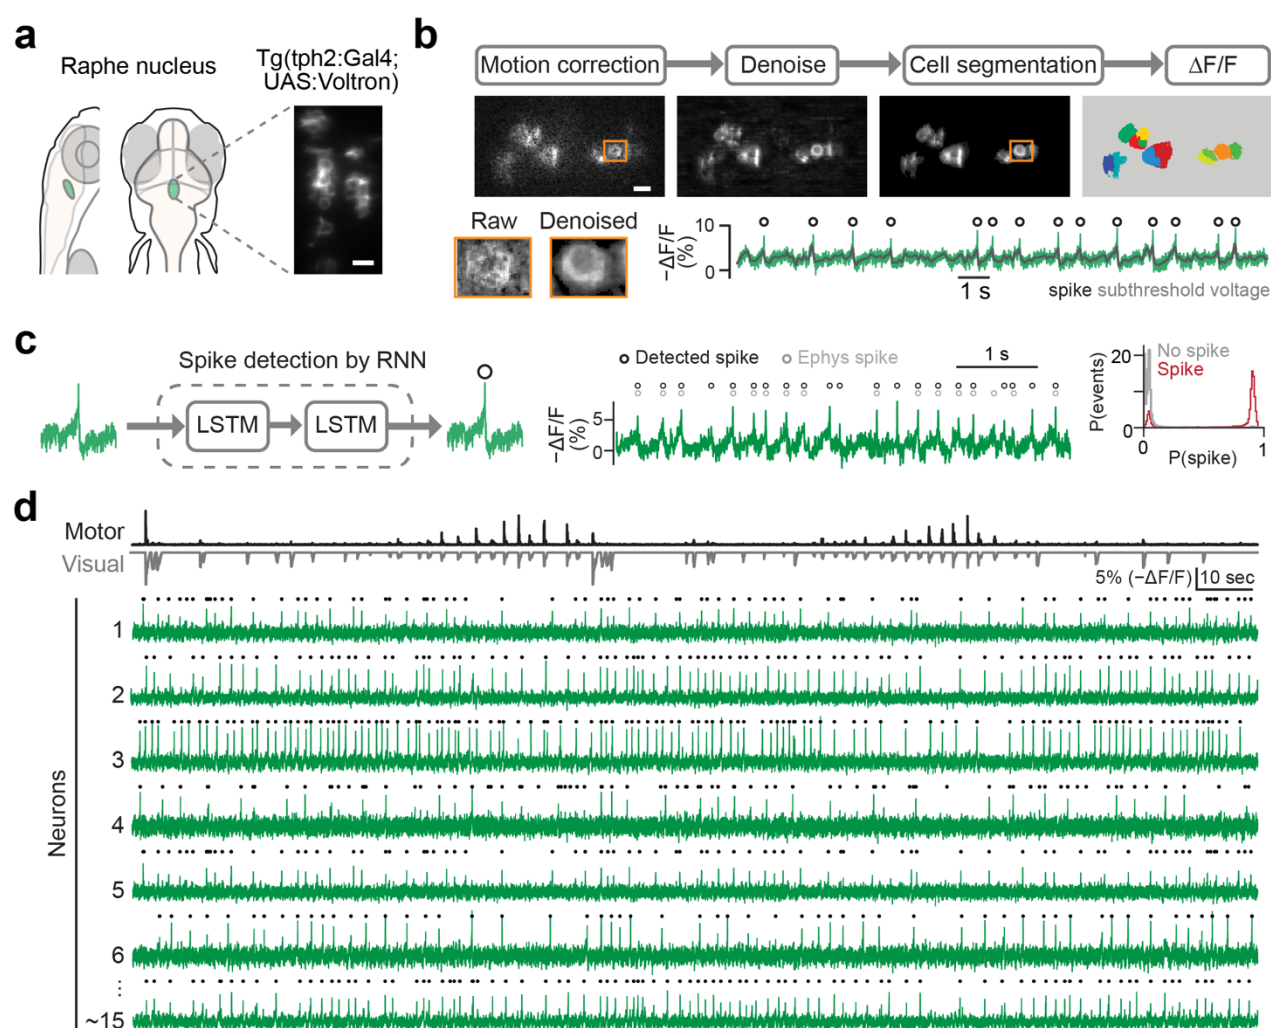 a
Raphe nucleus
Tg(tph2:Gal4;
UAS:Voltron)
b
Motion correction
Denoise
Cell segmentation
ΔF/F
Raw
Denoised
−ΔF/F
(%)
10
0
1 s
spike subthreshold voltage
c
Spike detection by RNN
LSTM
LSTM
Detected spike
Ephys spike
1 s
−ΔF/F
(%)
5
0
P(events)
20
0
No spike
Spike
0
1
P(spike)
d
Motor
Visual
5% (−ΔF/F)
10 sec
Neurons
1
2
3
4
5
6
⋮
~15